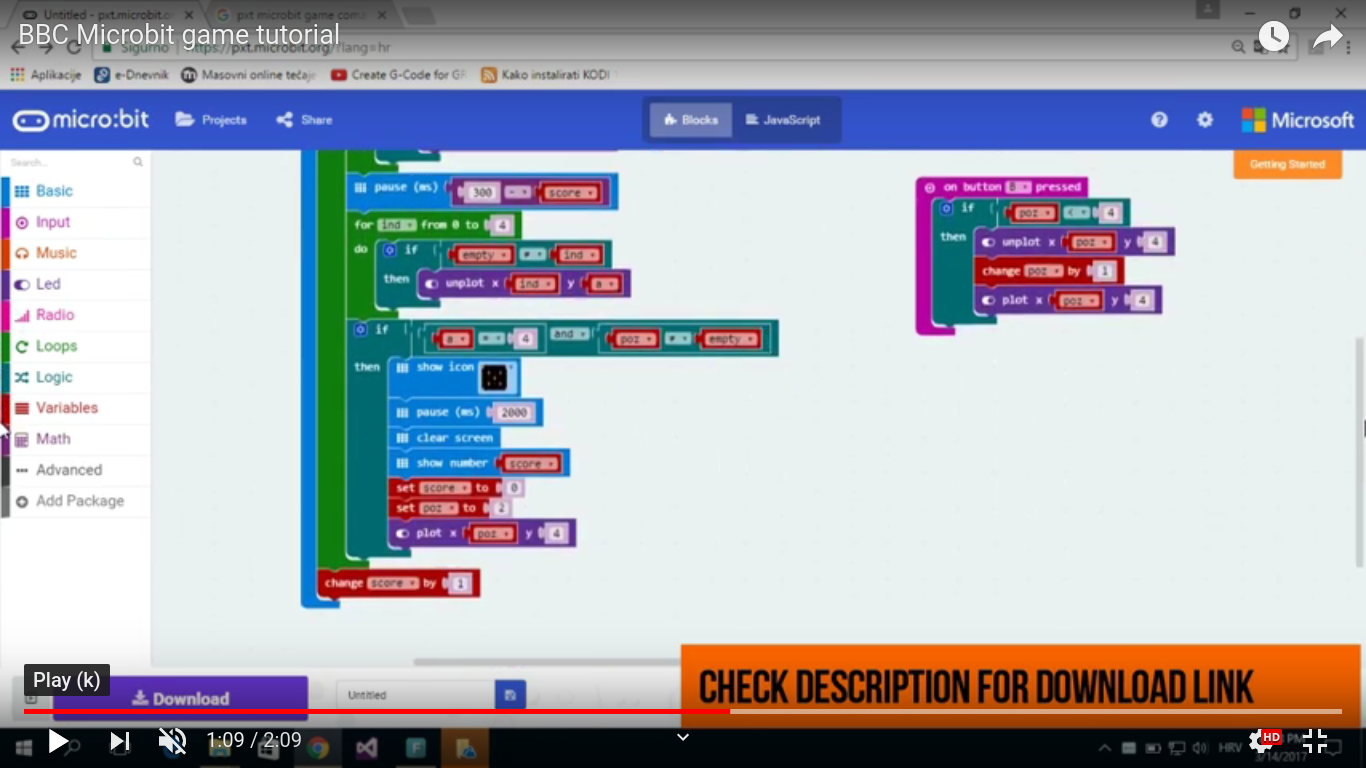 Untitled - pxt.microbit.o
pxt microbit game coma
BBC Microbit game tutorial
Sigurno
https://pxt.microbit.org/?lang=hr
Aplikacije
e-Dnevnik
Masovni online tečaje
Create G-Code for GR
Kako instalirati KODI
micro:bit
Projects
Share
Blocks
JavaScript
Microsoft
Getting Started
Search...
Basic
Input
Music
Led
Radio
Loops
Logic
Variables
Math
Advanced
Add Package
pause (ms) 300 - score
for ind from 0 to 4
do if empty ≠ ind
then unplot x ind y a
if a = 4 and poz ≠ empty
then show icon
pause (ms) 2000
clear screen
show number score
set score to 0
set poz to 2
plot x poz y 4
change score by 1
on button B pressed
if poz < 4
then unplot x poz y 4
change poz by 1
plot x poz y 4
CHECK DESCRIPTION FOR DOWNLOAD LINK
Play (k)
Download
Untitled
1:09 / 2:09
HD
HRV
PM
3/14/2017